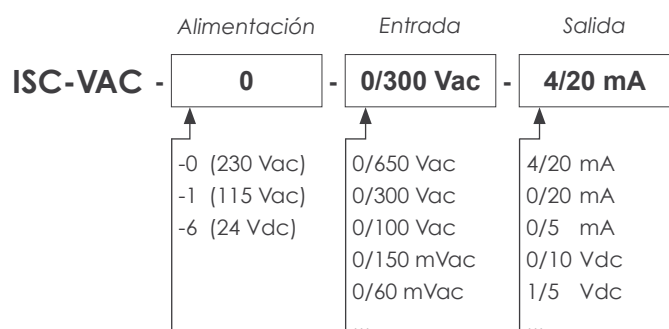 Alimentación Entrada Salida
ISC-VAC - 0 - 0/300 Vac - 4/20 mA
-0 (230 Vac) 0/650 Vac 4/20 mA
-1 (115 Vac) 0/300 Vac 0/20 mA
-6 (24 Vdc) 0/100 Vac 0/5 mA
0/150 mVac 0/10 Vdc
0/60 mVac 1/5 Vdc
... ...